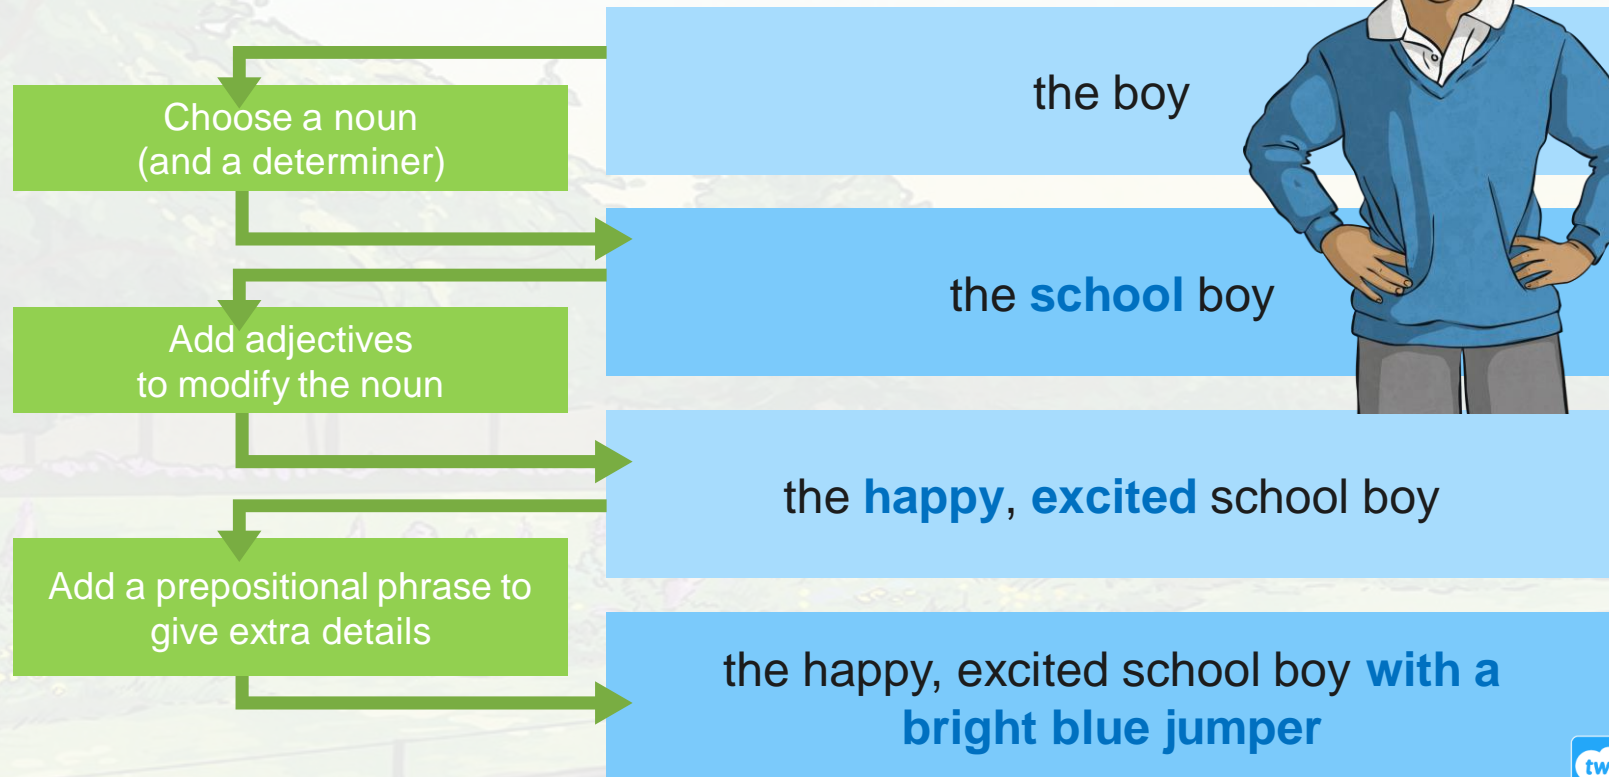 the boy
Choose a noun
(and a determiner)
the school boy
Add adjectives
to modify the noun
the happy, excited school boy
Add a prepositional phrase to
give extra details
the happy, excited school boy with a
bright blue jumper
tw